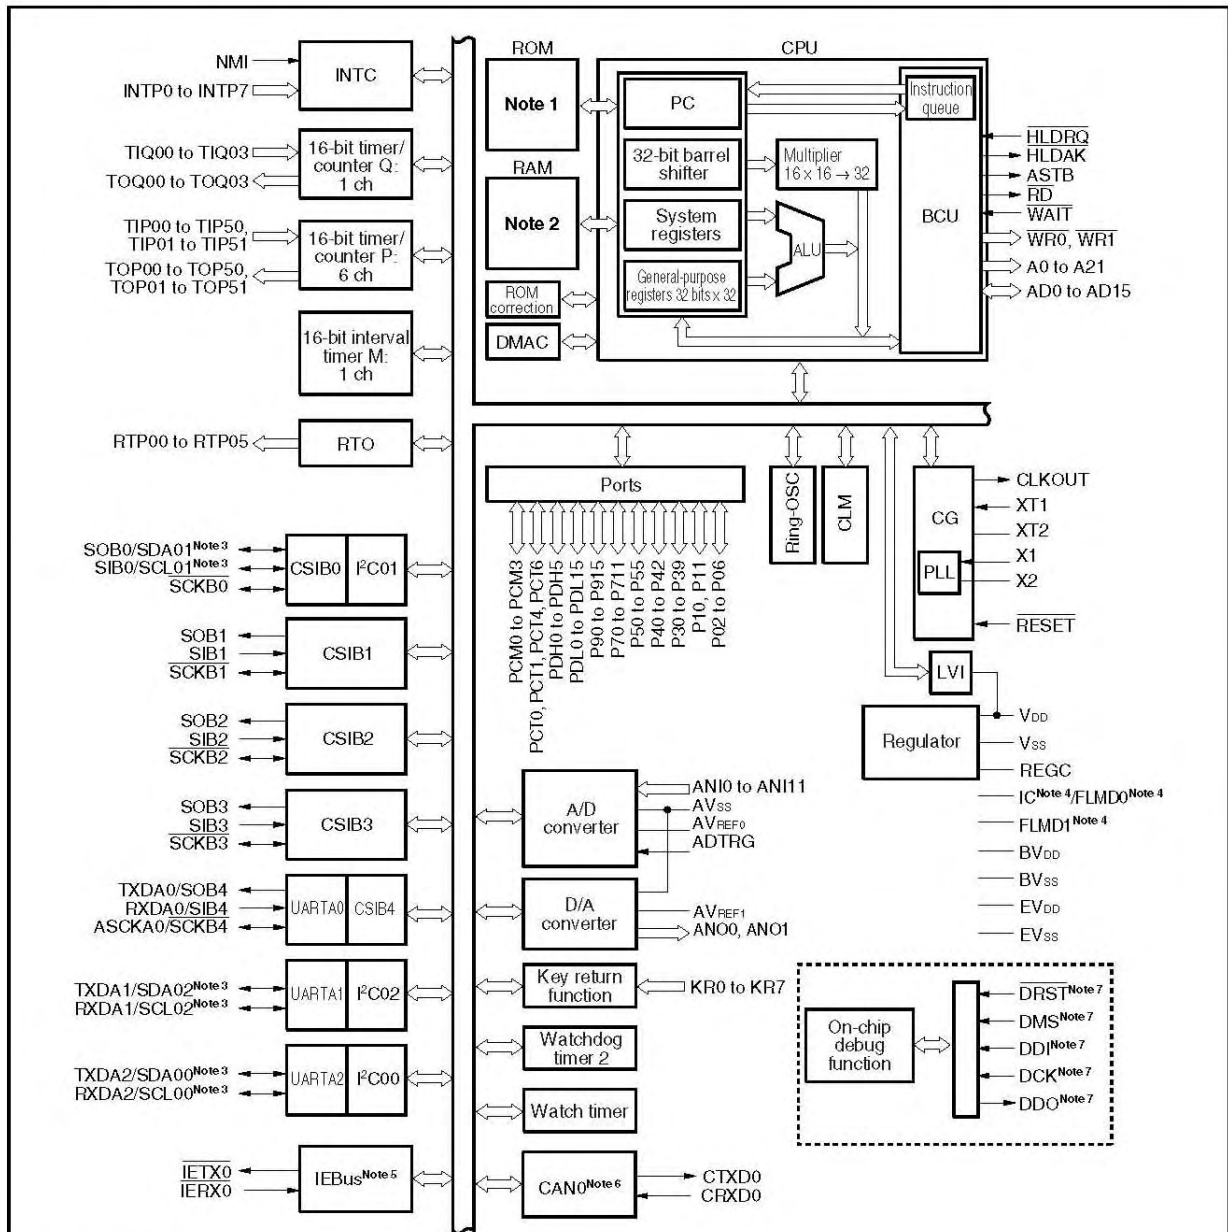 NMI
INTP0 to INTP7
INTC
TIQ00 to TIQ03
TOQ00 to TOQ03
16-bit timer/
counter Q:
1 ch
TIP00 to TIP50,
TIP01 to TIP51
TOP00 to TOP50,
TOP01 to TOP51
16-bit timer/
counter P:
6 ch
16-bit interval
timer M:
1 ch
RTP00 to RTP05
RTO
SOB0/SDA01Note 3
SIB0/SCL01Note 3
SCKB0
CSIB0
I²C01
SOB1
SIB1
SCKB1
CSIB1
SOB2
SIB2
SCKB2
CSIB2
SOB3
SIB3
SCKB3
CSIB3
TXDA0/SOB4
RXDA0/SIB4
ASCKA0/SCKB4
UARTA0
CSIB4
TXDA1/SDA02Note 3
RXDA1/SCL02Note 3
UARTA1
I²C02
TXDA2/SDA00Note 3
RXDA2/SCL00Note 3
UARTA2
I²C00
IETX0
IERX0
IEBusNote 5
ROM
Note 1
RAM
Note 2
ROM
correction
DMAC
CPU
PC
32-bit barrel
shifter
System
registers
General-purpose
registers 32 bits x 32
Multiplier
16 x 16 → 32
ALU
Instruction
queue
BCU
HLDRQ
HLDAK
ASTB
RD
WAIT
WR0, WR1
A0 to A21
AD0 to AD15
Ports
PCM0 to PCM3
PCT0, PCT1, PCT4, PCT6
PDH0 to PDH5
PDL0 to PDL15
P90 to P915
P70 to P711
P50 to P55
P40 to P42
P30 to P39
P10, P11
P02 to P06
Ring-OSC
CLM
CG
PLL
CLKOUT
XT1
XT2
X1
X2
RESET
LVI
Regulator
VDD
VSS
REGC
ICNote 4/FLMD0Note 4
FLMD1Note 4
BVDD
BVSS
EVDD
EVSS
A/D
converter
ANI0 to ANI11
AVSS
AVREF0
ADTRG
D/A
converter
AVREF1
ANO0, ANO1
Key return
function
KR0 to KR7
Watchdog
timer 2
Watch timer
CAN0Note 6
CTXD0
CRXD0
On-chip
debug
function
DRSTNote 7
DMSNote 7
DDINote 7
DCKNote 7
DDONote 7